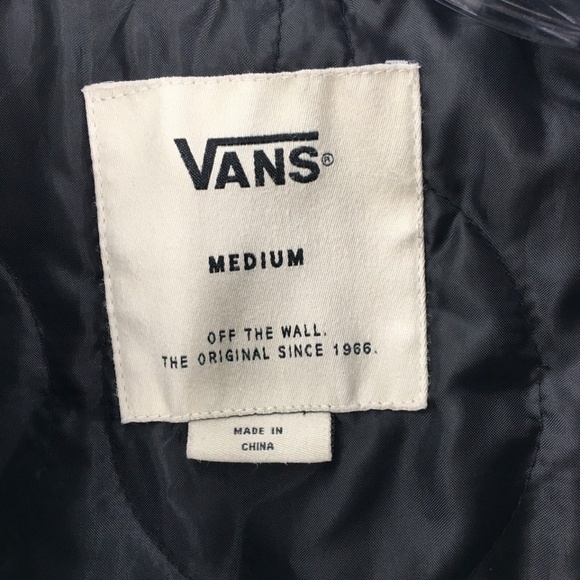 VANS®
MEDIUM
OFF THE WALL.
THE ORIGINAL SINCE 1966.
MADE IN
CHINA